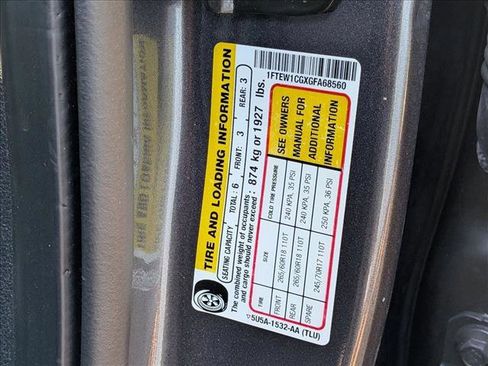 TIRE AND LOADING INFORMATION
SEATING CAPACITY TOTAL: 6 FRONT: 3 REAR: 3
The combined weight of occupants
and cargo should never exceed: 874 kg or 1927 lbs.
TIRE SIZE COLD TIRE PRESSURE
FRONT 265/60R18 110T 240 KPA, 35 PSI
REAR 265/60R18 110T 240 KPA, 35 PSI
SPARE 245/70R17 110T 250 KPA, 36 PSI
SEE OWNERS
MANUAL FOR
ADDITIONAL
INFORMATION
5U5A-1532-AA (TLU)
1FTEW1CGXGFA68560